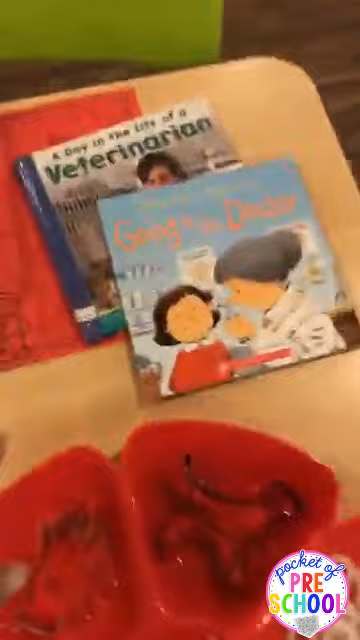 A Day in the Life of a
Veterinarian
Going to the Doctor
pocket of
PRE
SCHOOL